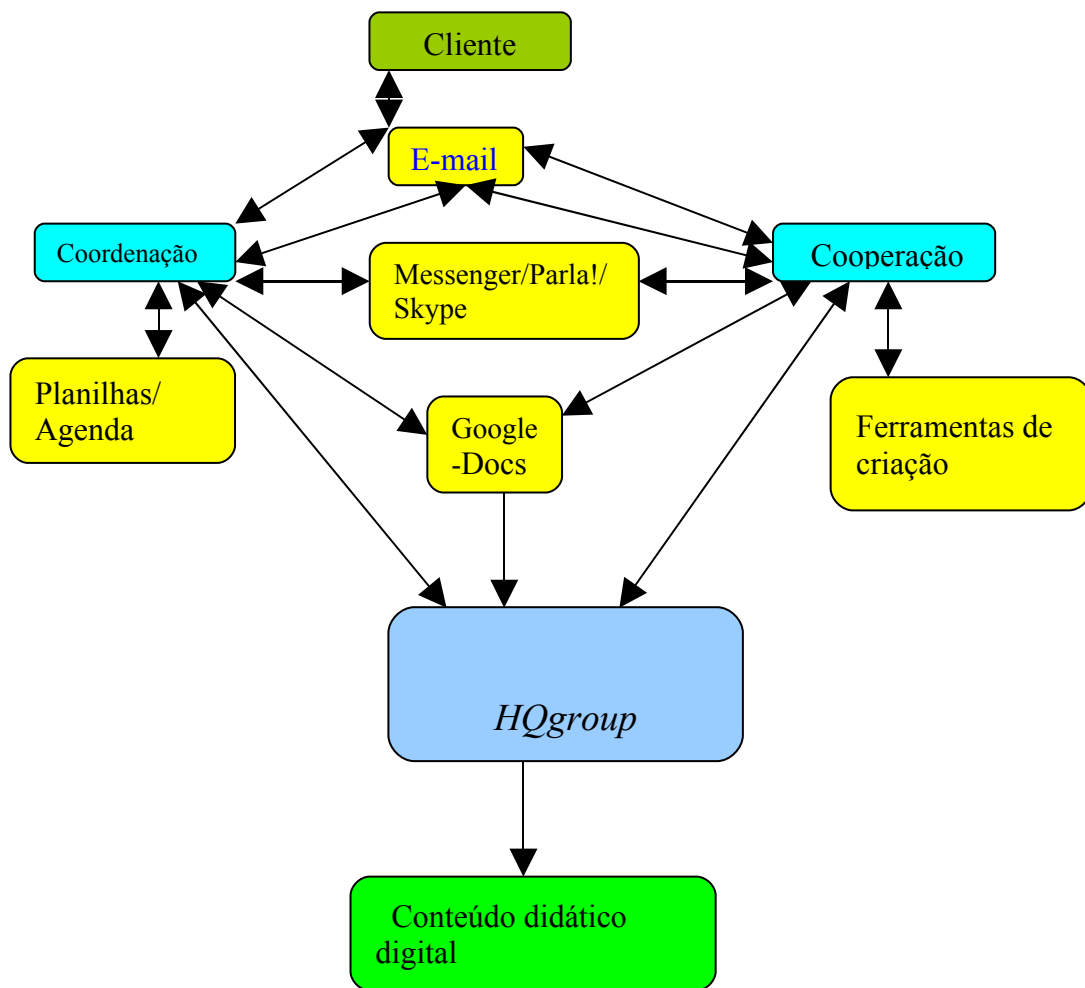 Cliente
E-mail
Coordenação
Messenger/Parla!/
Skype
Cooperação
Planilhas/
Agenda
Google
-Docs
Ferramentas de
criação
HQgroup
Conteúdo didático
digital